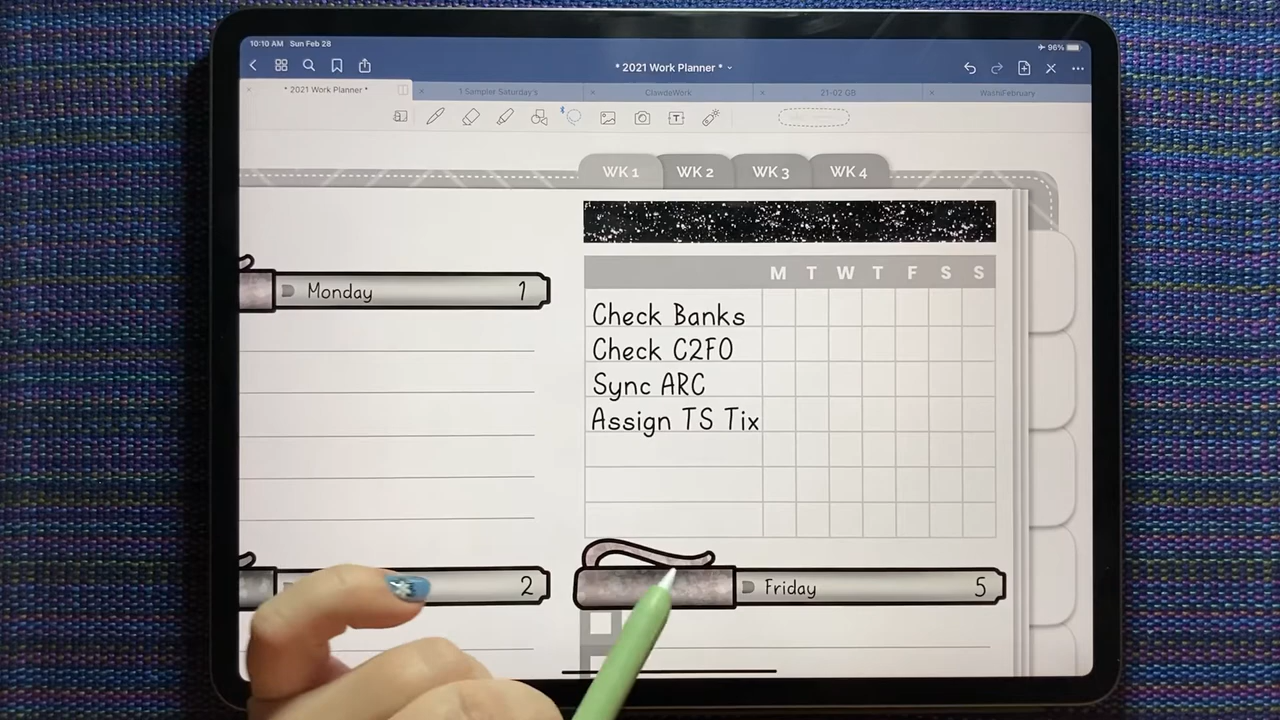 10:10 AM Sun Feb 28
96%
* 2021 Work Planner *
* 2021 Work Planner *
1 Sampler Saturday's
ClawdeWork
21-02 GB
WashiFebruary
WK 1
WK 2
WK 3
WK 4
M T W T F S S
Monday 1
Check Banks
Check C2FO
Sync ARC
Assign TS Tix
2
Friday 5